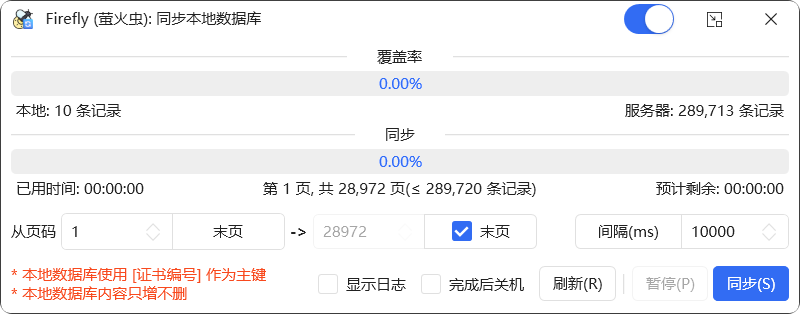 Firefly (萤火虫): 同步本地数据库
覆盖率
0.00%
本地: 10 条记录 服务器: 289,713 条记录
同步
0.00%
已用时间: 00:00:00 第 1 页, 共 28,972 页(≤ 289,720 条记录) 预计剩余: 00:00:00
从页码 1 末页 -> 28972 末页 间隔(ms) 10000
* 本地数据库使用 [证书编号] 作为主键
* 本地数据库内容只增不删
显示日志 完成后关机 刷新(R) 暂停(P) 同步(S)